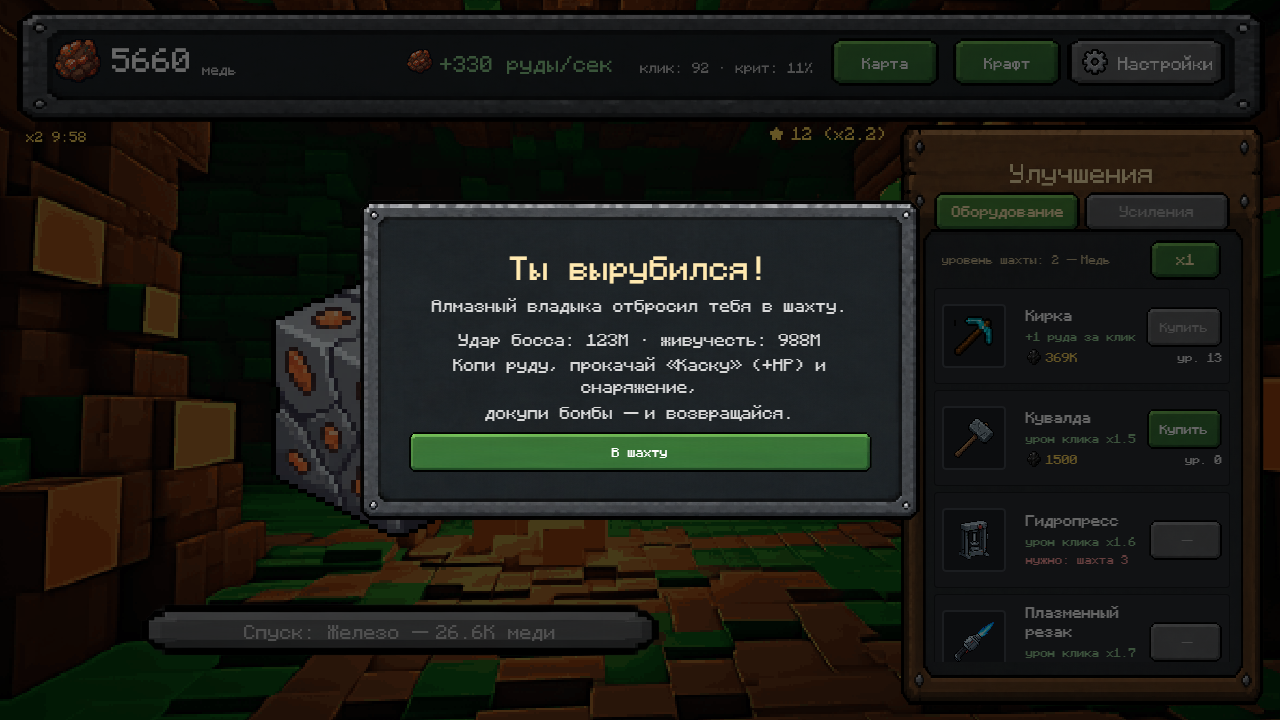 5660 медь
+330 руды/сек
клик: 92 · крит: 11%
Карта
Крафт
Настройки
x2 9:58
12 (x2.2)
Улучшения
Оборудование
Усиления
уровень шахты: 2 — Медь
x1
Кирка
+1 руда за клик
369K
Купить
ур. 13
Кувалда
урон клика x1.5
1500
Купить
ур. 0
Гидропресс
урон клика x1.6
нужно: шахта 3
—
Плазменный
резак
урон клика x1.7
—
Ты вырубился!
Алмазный владыка отбросил тебя в шахту.
Удар босса: 123M · живучесть: 988M
Копи руду, прокачай «Каску» (+HP) и
снаряжение,
докупи бомбы — и возвращайся.
В шахту
Спуск: Железо — 26.6K меди